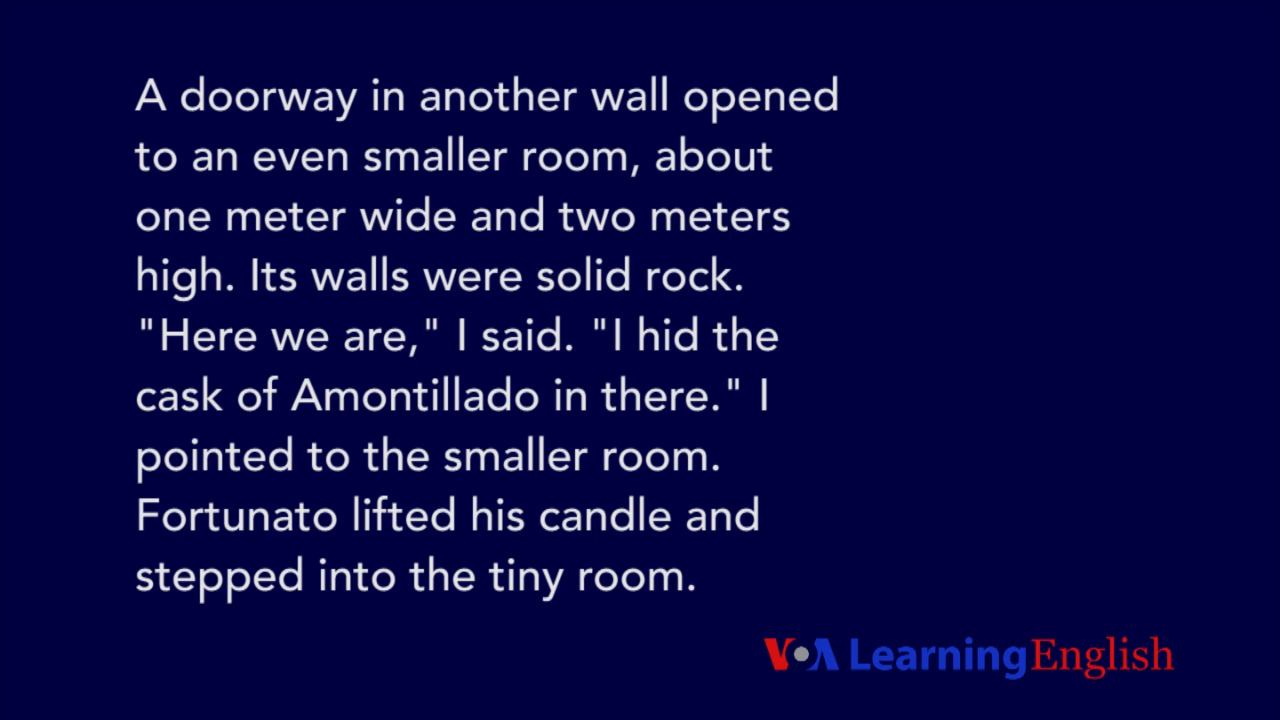 A doorway in another wall opened
to an even smaller room, about
one meter wide and two meters
high. Its walls were solid rock.
"Here we are," I said. "I hid the
cask of Amontillado in there." I
pointed to the smaller room.
Fortunato lifted his candle and
stepped into the tiny room.
VOA Learning English